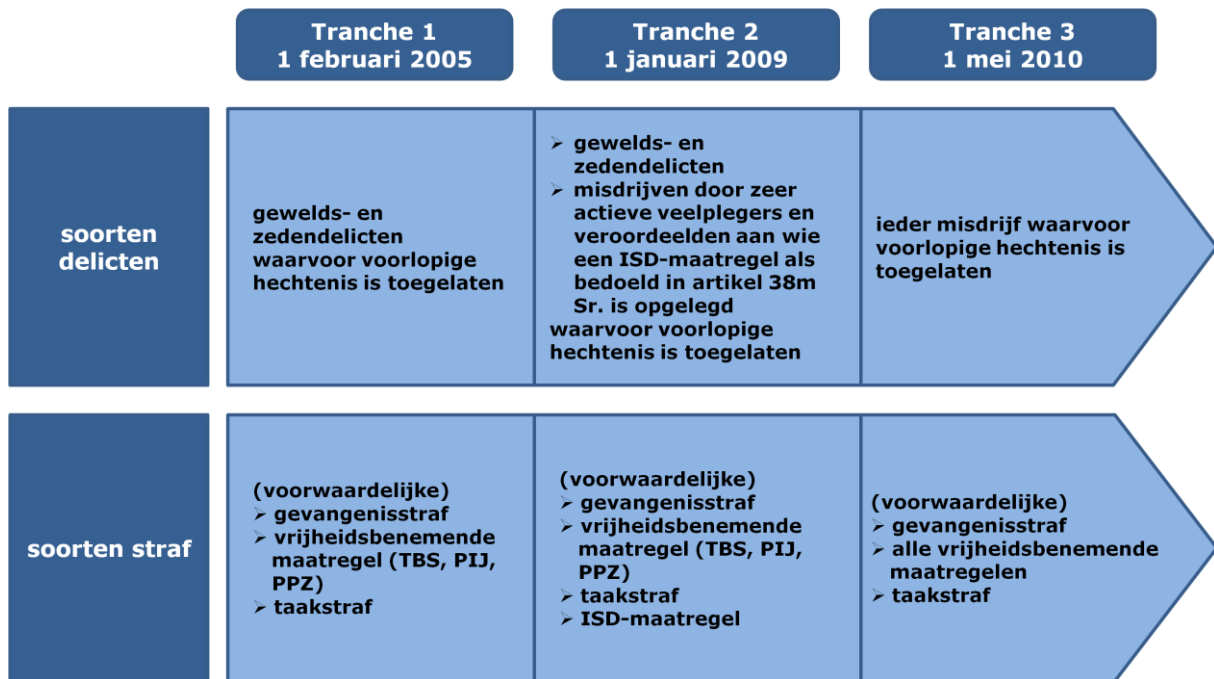 Tranche 1
1 februari 2005
Tranche 2
1 januari 2009
Tranche 3
1 mei 2010
soorten
delicten
gewelds- en
zedendelicten
waarvoor voorlopige
hechtenis is toegelaten
➢ gewelds- en
zedendelicten
➢ misdrijven door zeer
actieve veelplegers en
veroordeelden aan wie
een ISD-maatregel als
bedoeld in artikel 38m
Sr. is opgelegd
waarvoor voorlopige
hechtenis is toegelaten
ieder misdrijf waarvoor
voorlopige hechtenis is
toegelaten
soorten straf
(voorwaardelijke)
➢ gevangenisstraf
➢ vrijheidsbenemende
maatregel (TBS, PIJ,
PPZ)
➢ taakstraf
(voorwaardelijke)
➢ gevangenisstraf
➢ vrijheidsbenemende
maatregel (TBS, PIJ,
PPZ)
➢ taakstraf
➢ ISD-maatregel
(voorwaardelijke)
➢ gevangenisstraf
➢ alle vrijheidsbenemende
maatregelen
➢ taakstraf